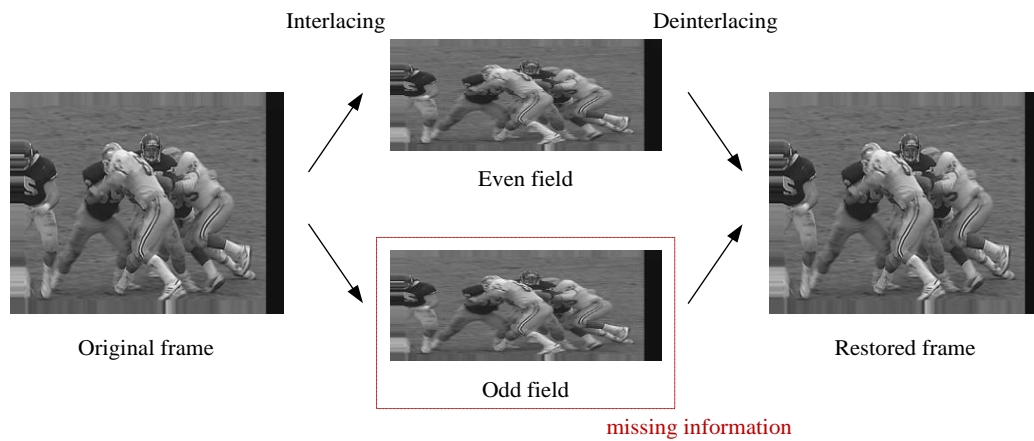 Interlacing
Deinterlacing
Even field
Original frame
Odd field
Restored frame
missing information